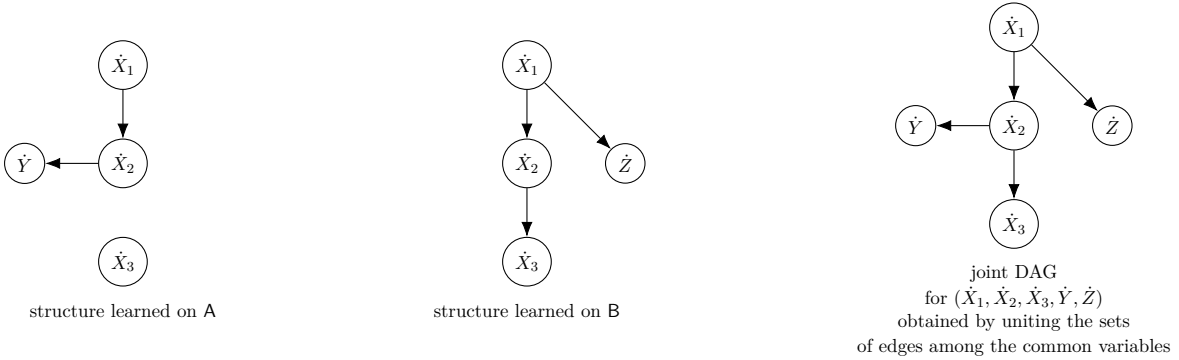 Ẋ₁
Ẏ
Ẋ₂
Ẋ₃
structure learned on A
Ẋ₁
Ẋ₂
Ż
Ẋ₃
structure learned on B
Ẋ₁
Ẏ
Ẋ₂
Ż
Ẋ₃
joint DAG
for (Ẋ₁, Ẋ₂, Ẋ₃, Ẏ, Ż)
obtained by uniting the sets
of edges among the common variables